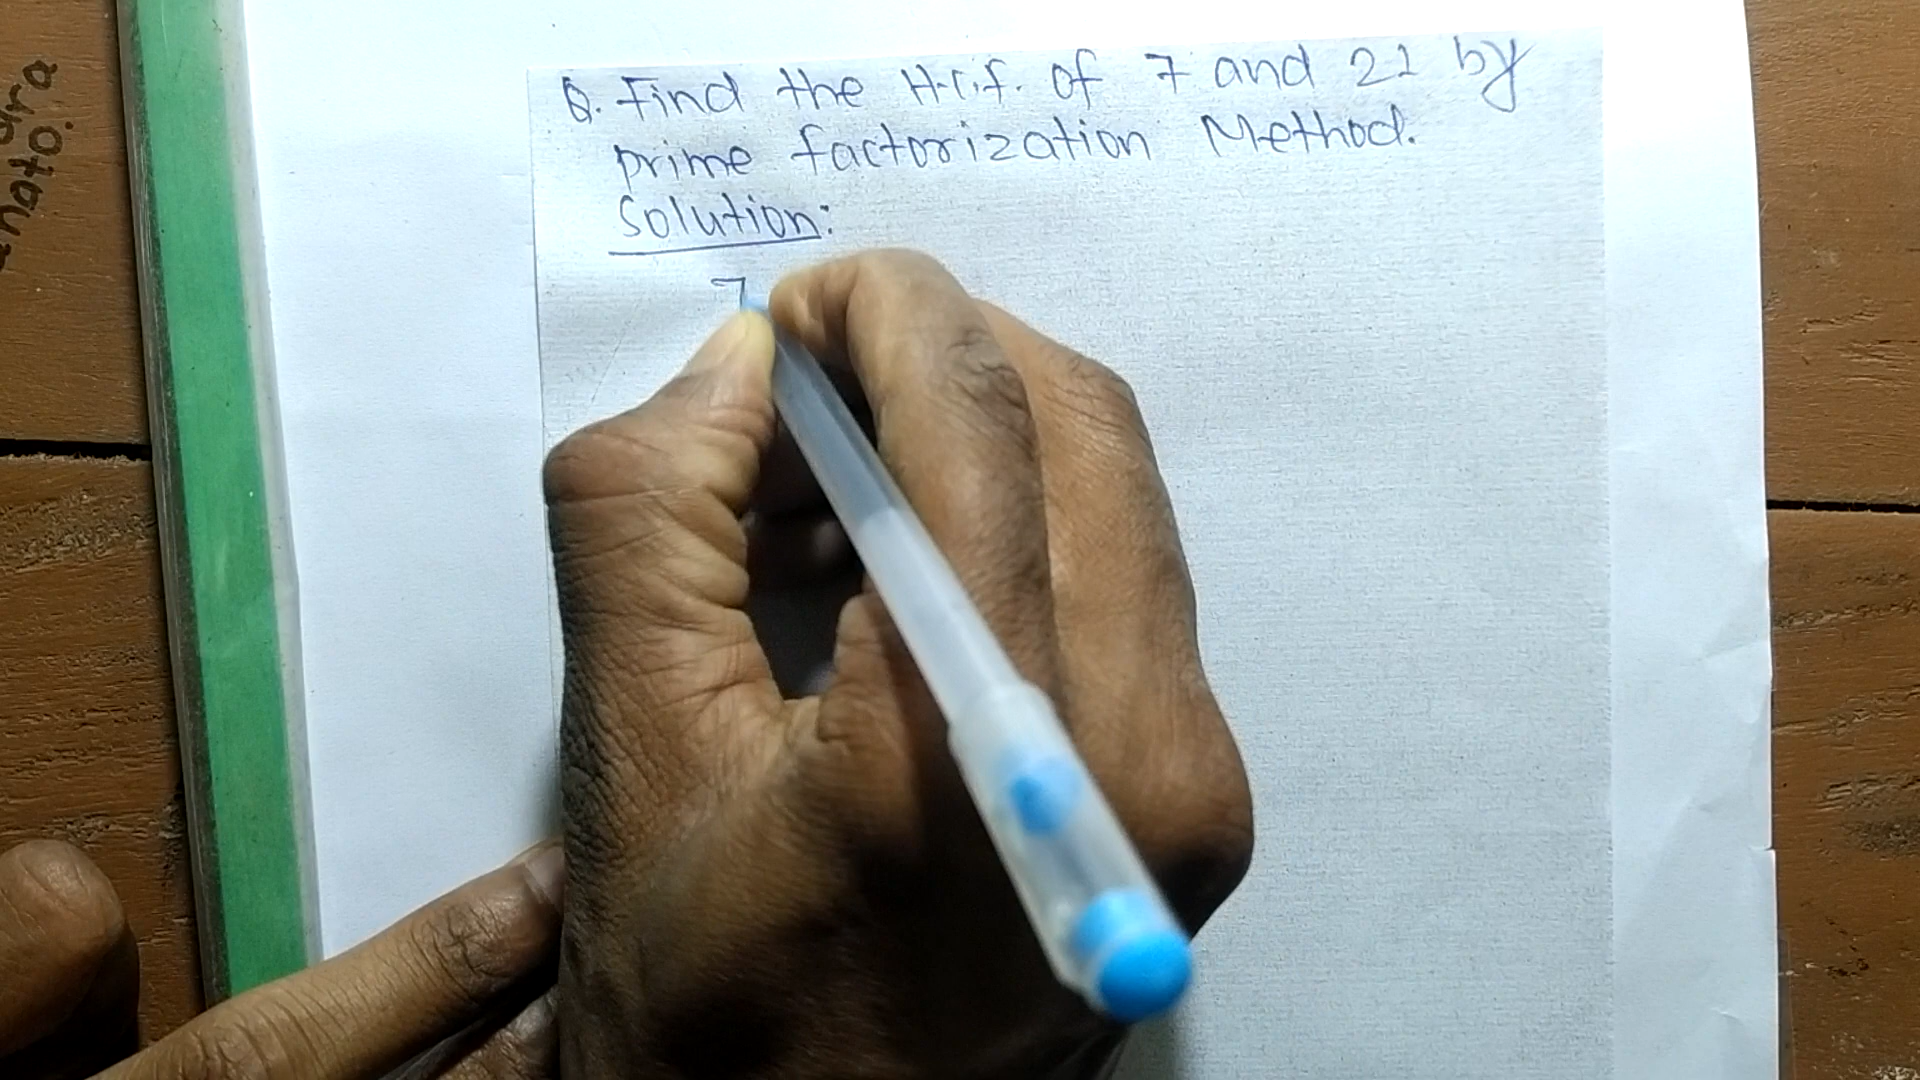 Q. Find the H.C.f. of 7 and 21 by
prime factorization Method.
Solution:
7